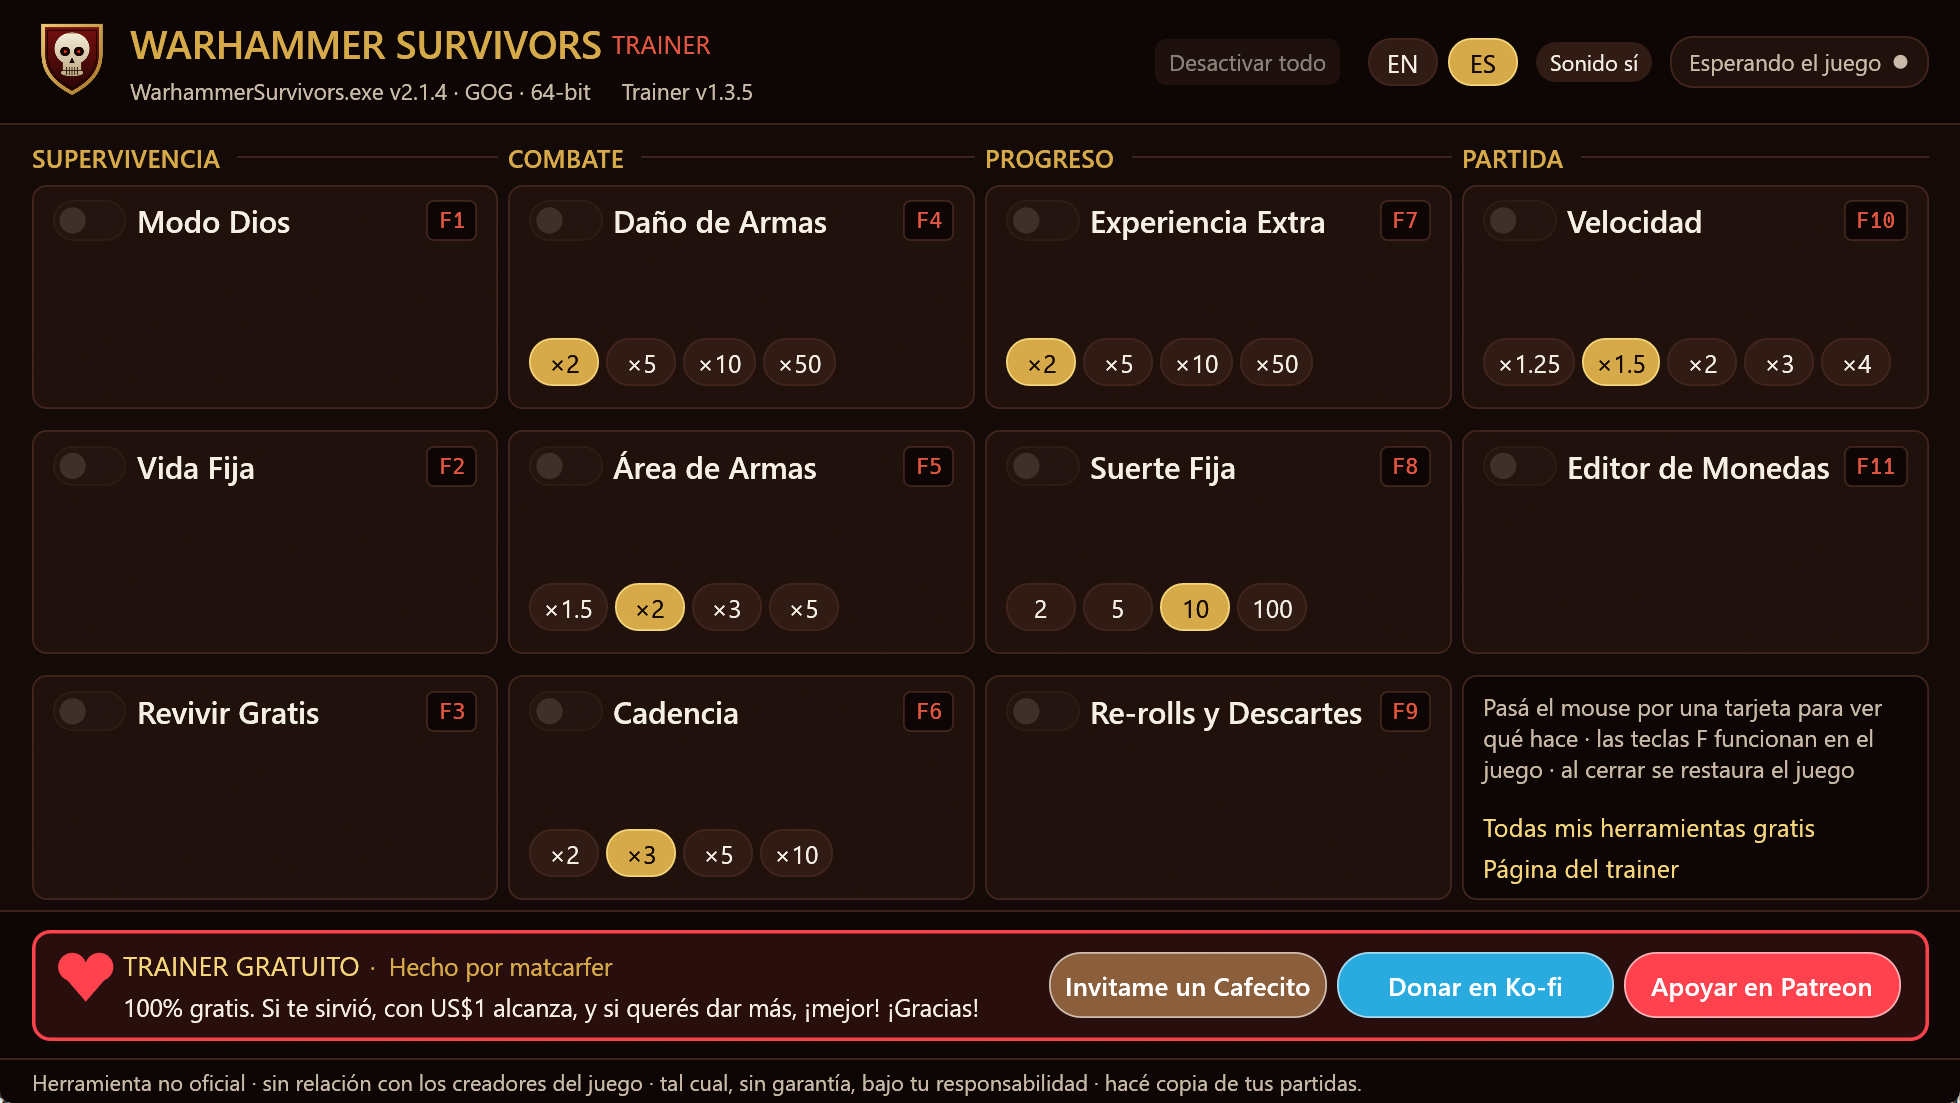 WARHAMMER SURVIVORS TRAINER
WarhammerSurvivors.exe v2.1.4 · GOG · 64-bit Trainer v1.3.5
Desactivar todo
EN
ES
Sonido sí
Esperando el juego
SUPERVIVENCIA
Modo Dios F1
Vida Fija F2
Revivir Gratis F3
COMBATE
Daño de Armas F4
×2 ×5 ×10 ×50
Área de Armas F5
×1.5 ×2 ×3 ×5
Cadencia F6
×2 ×3 ×5 ×10
PROGRESO
Experiencia Extra F7
×2 ×5 ×10 ×50
Suerte Fija F8
2 5 10 100
Re-rolls y Descartes F9
PARTIDA
Velocidad F10
×1.25 ×1.5 ×2 ×3 ×4
Editor de Monedas F11
Pasá el mouse por una tarjeta para ver
qué hace · las teclas F funcionan en el
juego · al cerrar se restaura el juego
Todas mis herramientas gratis
Página del trainer
TRAINER GRATUITO · Hecho por matcarfer
100% gratis. Si te sirvió, con US$1 alcanza, y si querés dar más, ¡mejor! ¡Gracias!
Invitame un Cafecito
Donar en Ko-fi
Apoyar en Patreon
Herramienta no oficial · sin relación con los creadores del juego · tal cual, sin garantía, bajo tu responsabilidad · hacé copia de tus partidas.